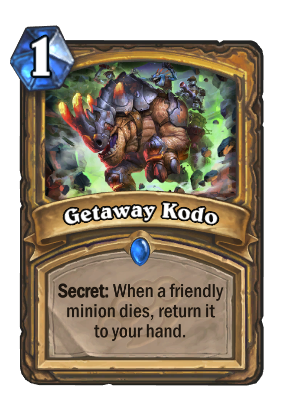 1
Getaway Kodo
Secret: When a friendly
minion dies, return it
to your hand.